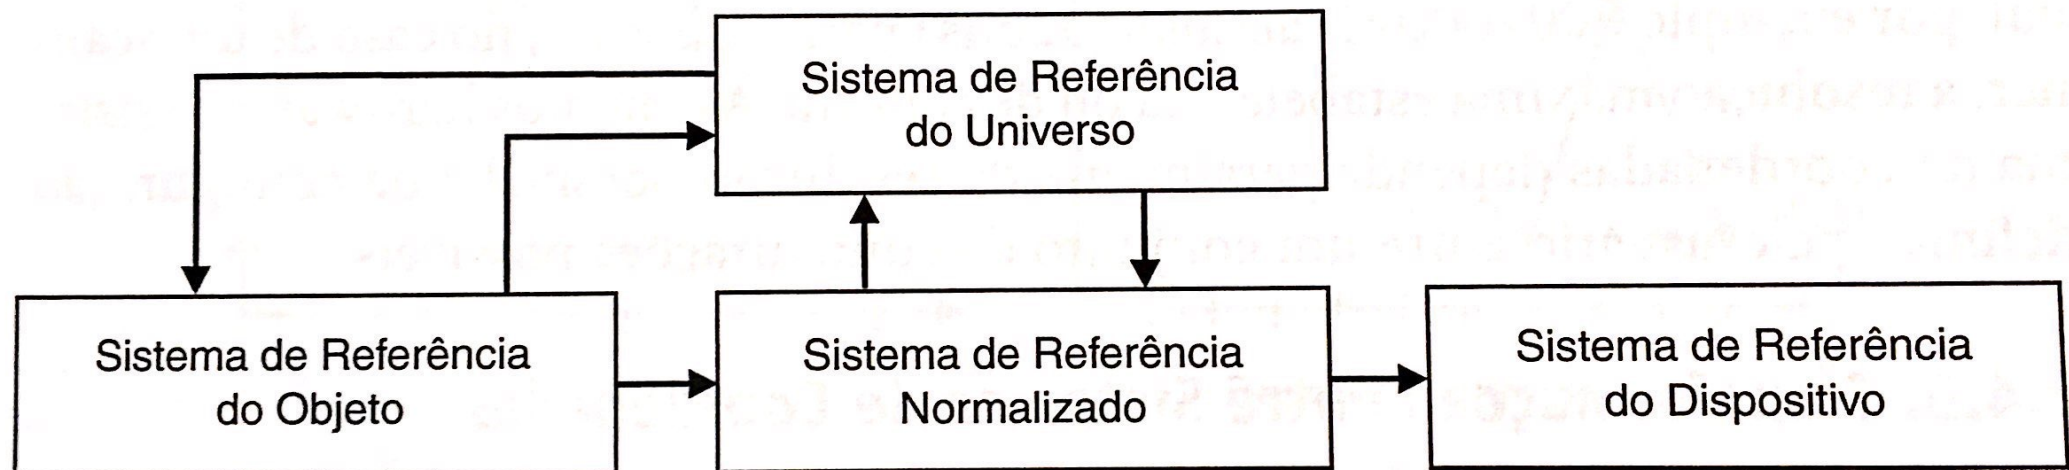 Sistema de Referência
do Universo
Sistema de Referência
do Objeto
Sistema de Referência
Normalizado
Sistema de Referência
do Dispositivo